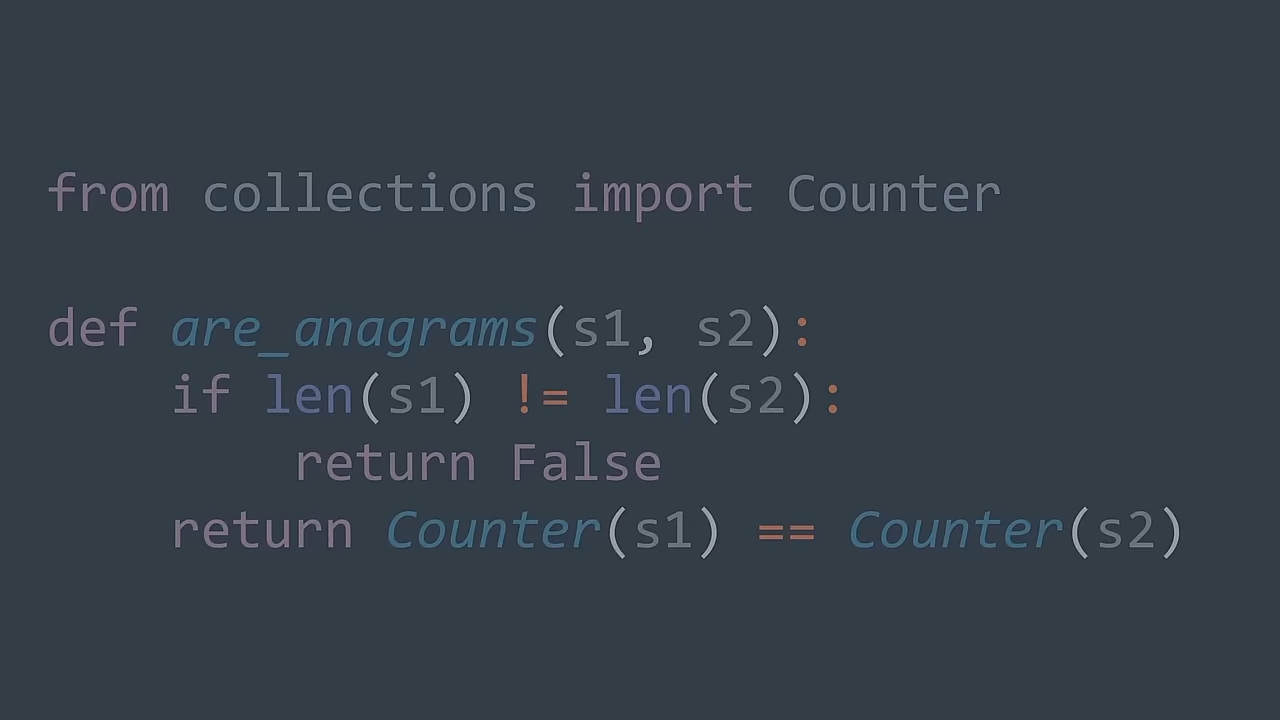 from collections import Counter
def are_anagrams(s1, s2):
    if len(s1) != len(s2):
        return False
    return Counter(s1) == Counter(s2)